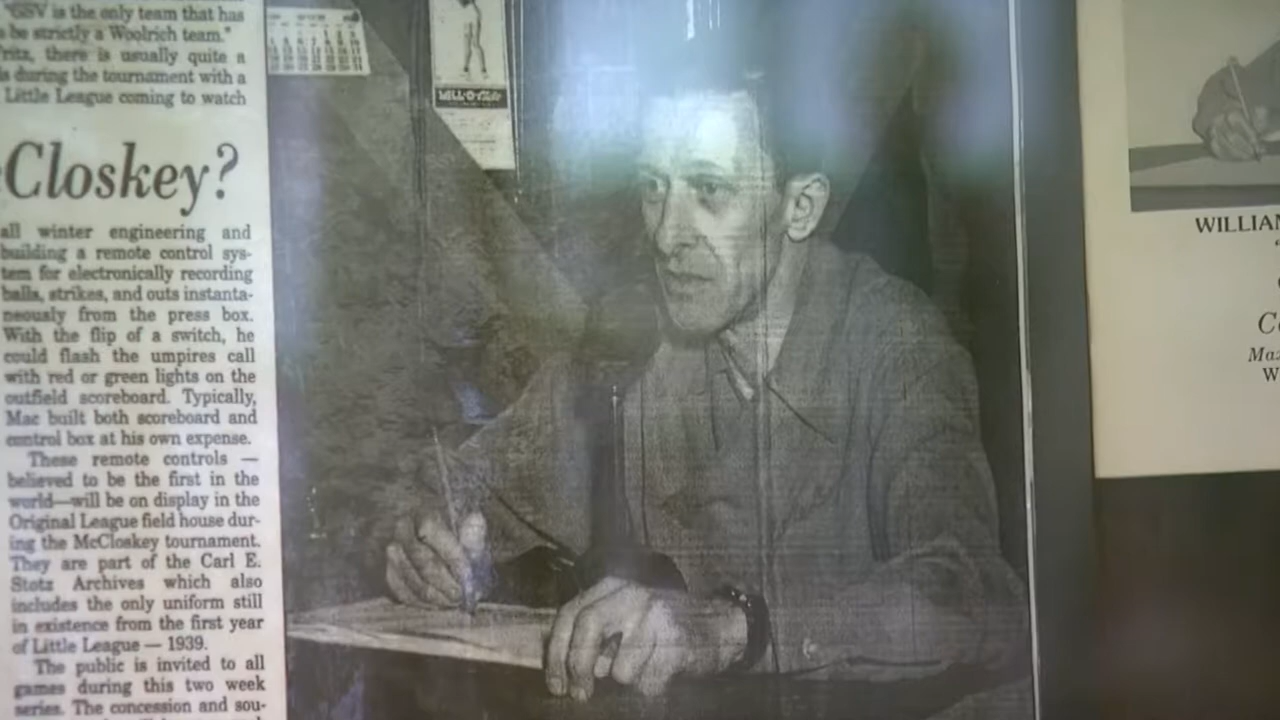 "GSV is the only team that has
be strictly a Woolrich team."
there is usually quite a
during the tournament with a
Little League coming to watch
Closkey?
all winter engineering and
building a remote control sys-
tem for electronically recording
balls, strikes, and outs instanta-
neously from the press box.
With the flip of a switch, he
could flash the umpires call
with red or green lights on the
outfield scoreboard. Typically,
Mac built both scoreboard and
control box at his own expense.
These remote controls —
believed to be the first in the
world—will be on display in the
Original League field house dur-
ing the McCloskey tournament.
They are part of the Carl E.
Stotz Archives which also
includes the only uniform still
in existence from the first year
of Little League — 1939.
The public is invited to all
games during this two week
series. The concession and sou-
WILLIAM
C
W